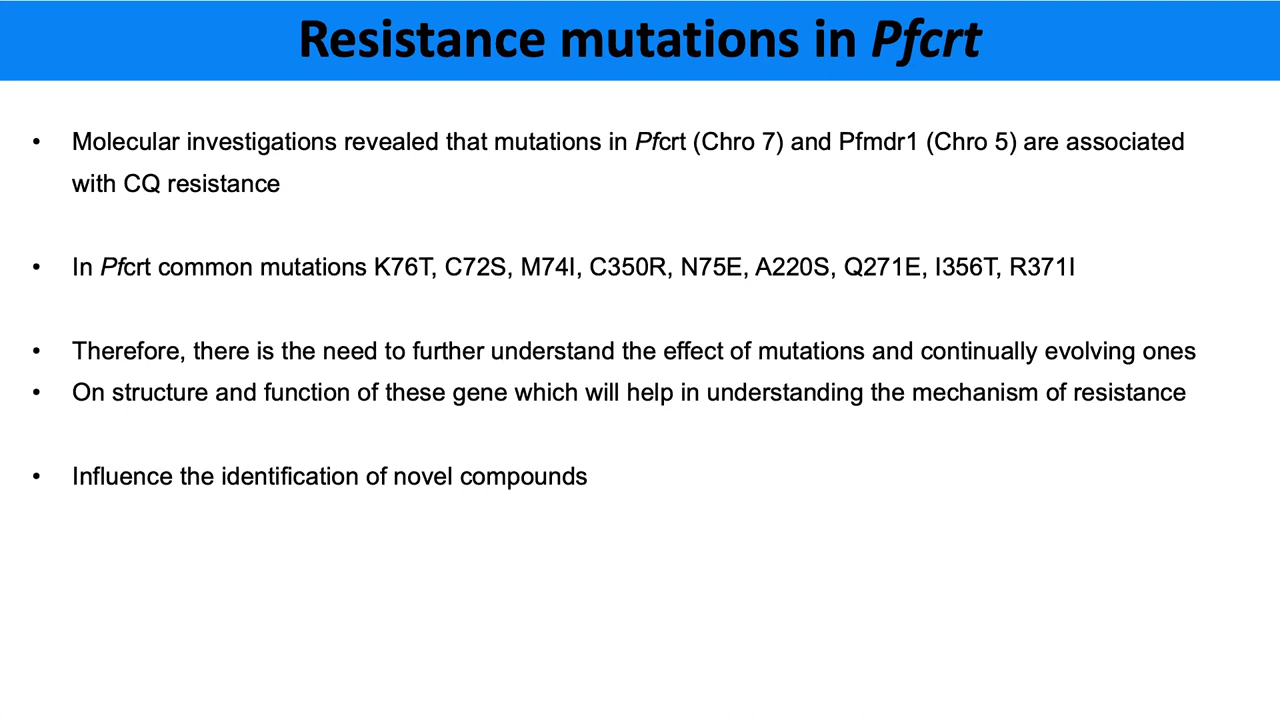 Resistance mutations in Pfcrt
• Molecular investigations revealed that mutations in Pfcrt (Chro 7) and Pfmdr1 (Chro 5) are associated
with CQ resistance
• In Pfcrt common mutations K76T, C72S, M74I, C350R, N75E, A220S, Q271E, I356T, R371I
• Therefore, there is the need to further understand the effect of mutations and continually evolving ones
• On structure and function of these gene which will help in understanding the mechanism of resistance
• Influence the identification of novel compounds